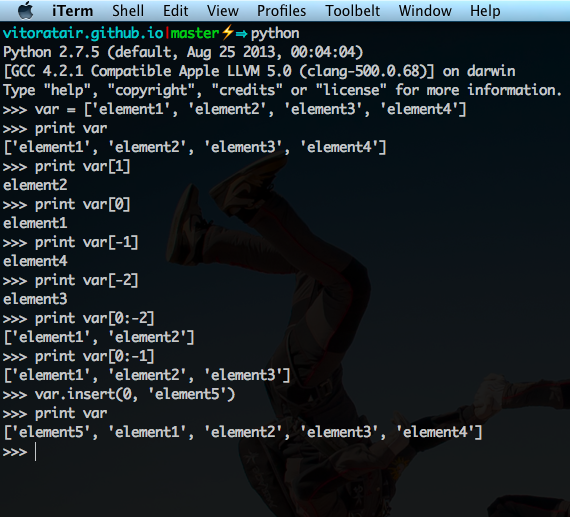 iTerm Shell Edit View Profiles Toolbelt Window Help
vitoratair.github.io|master⚡⇒ python
Python 2.7.5 (default, Aug 25 2013, 00:04:04)
[GCC 4.2.1 Compatible Apple LLVM 5.0 (clang-500.0.68)] on darwin
Type "help", "copyright", "credits" or "license" for more information.
>>> var = ['element1', 'element2', 'element3', 'element4']
>>> print var
['element1', 'element2', 'element3', 'element4']
>>> print var[1]
element2
>>> print var[0]
element1
>>> print var[-1]
element4
>>> print var[-2]
element3
>>> print var[0:-2]
['element1', 'element2']
>>> print var[0:-1]
['element1', 'element2', 'element3']
>>> var.insert(0, 'element5')
>>> print var
['element5', 'element1', 'element2', 'element3', 'element4']
>>>